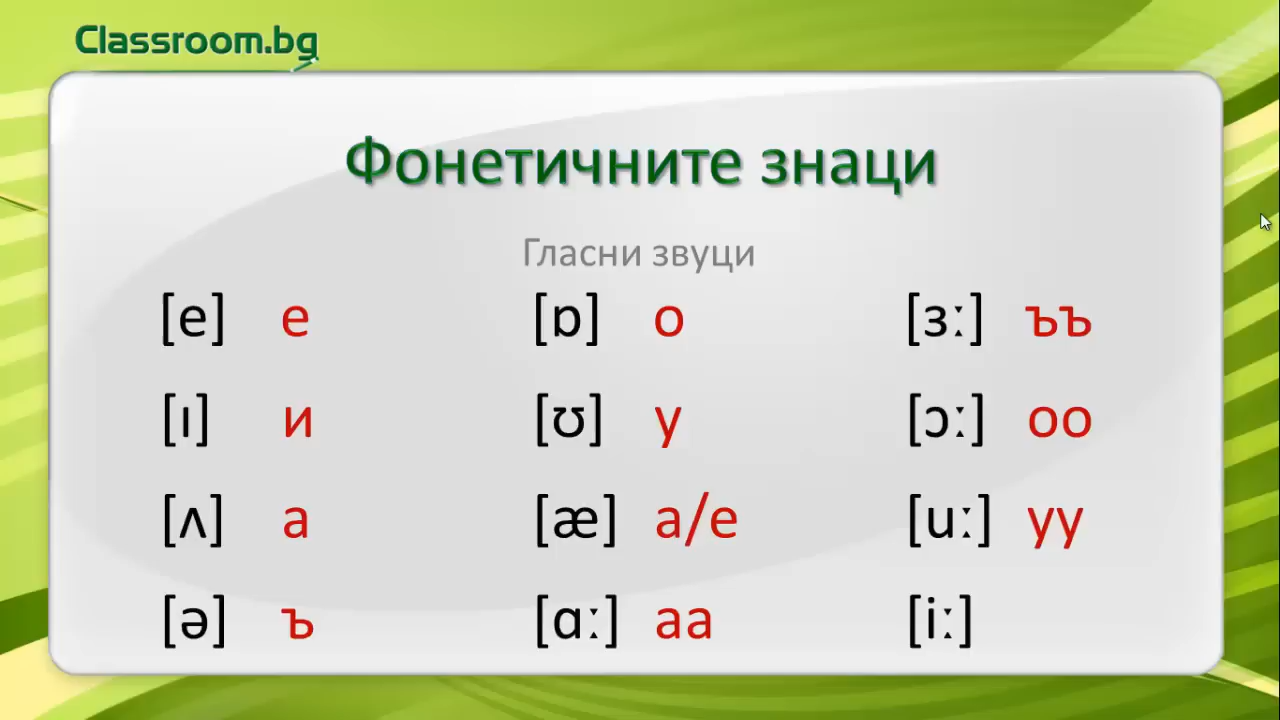 Classroom.bg
Фонетичните знаци
Гласни звуци
[e] е [ɒ] о [ɜː] ъъ
[ɪ] и [ʊ] у [ɔː] оо
[ʌ] а [æ] а/е [uː] уу
[ə] ъ [ɑː] аа [iː]